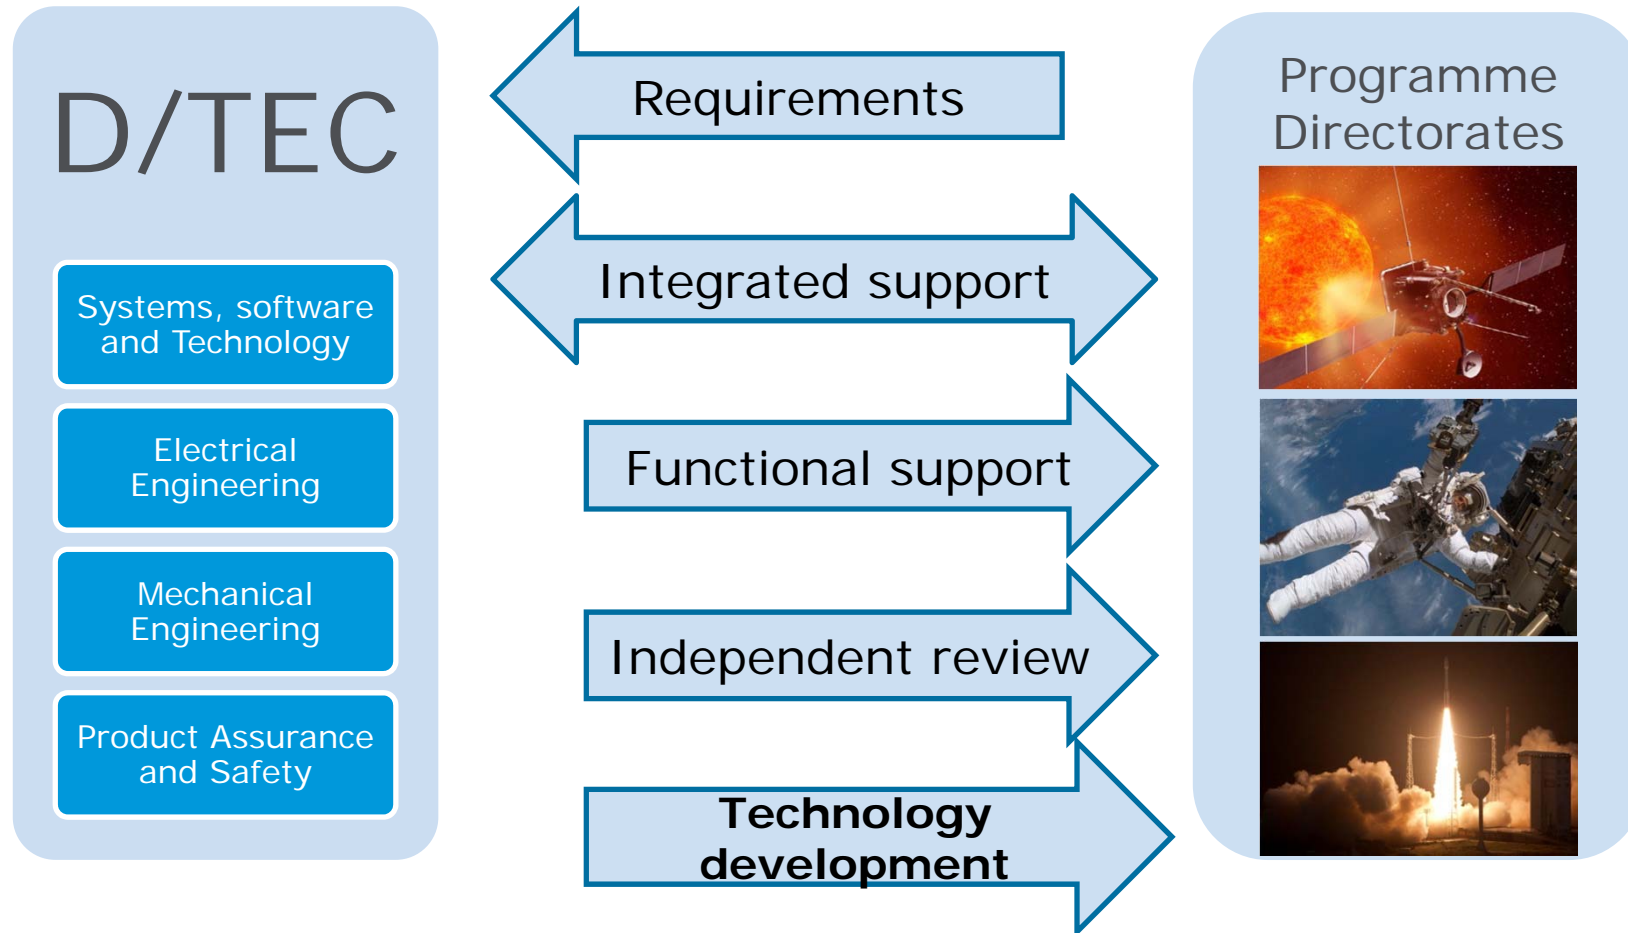 D/TEC
Systems, software
and Technology
Electrical
Engineering
Mechanical
Engineering
Product Assurance
and Safety
Requirements
Integrated support
Functional support
Independent review
Technology
development
Programme
Directorates